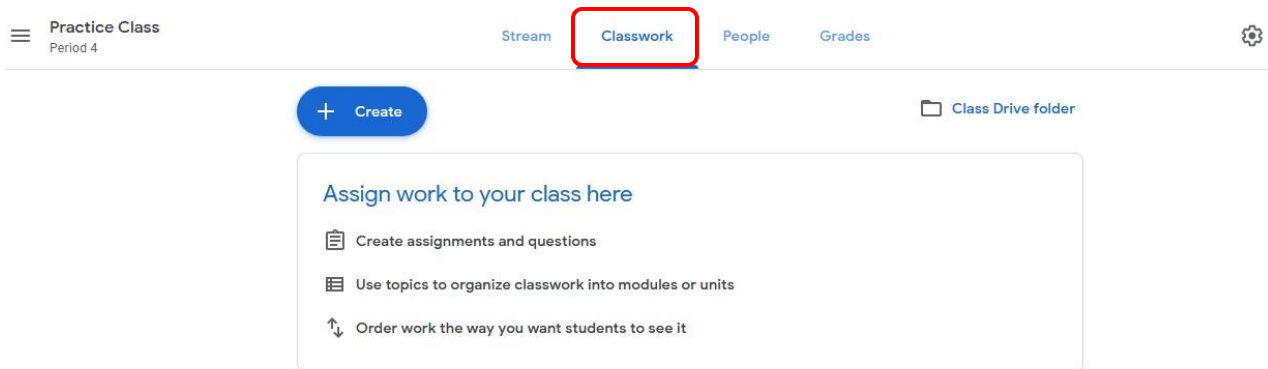 Practice Class
Period 4
Stream Classwork People Grades
+ Create
Class Drive folder
Assign work to your class here
Create assignments and questions
Use topics to organize classwork into modules or units
Order work the way you want students to see it